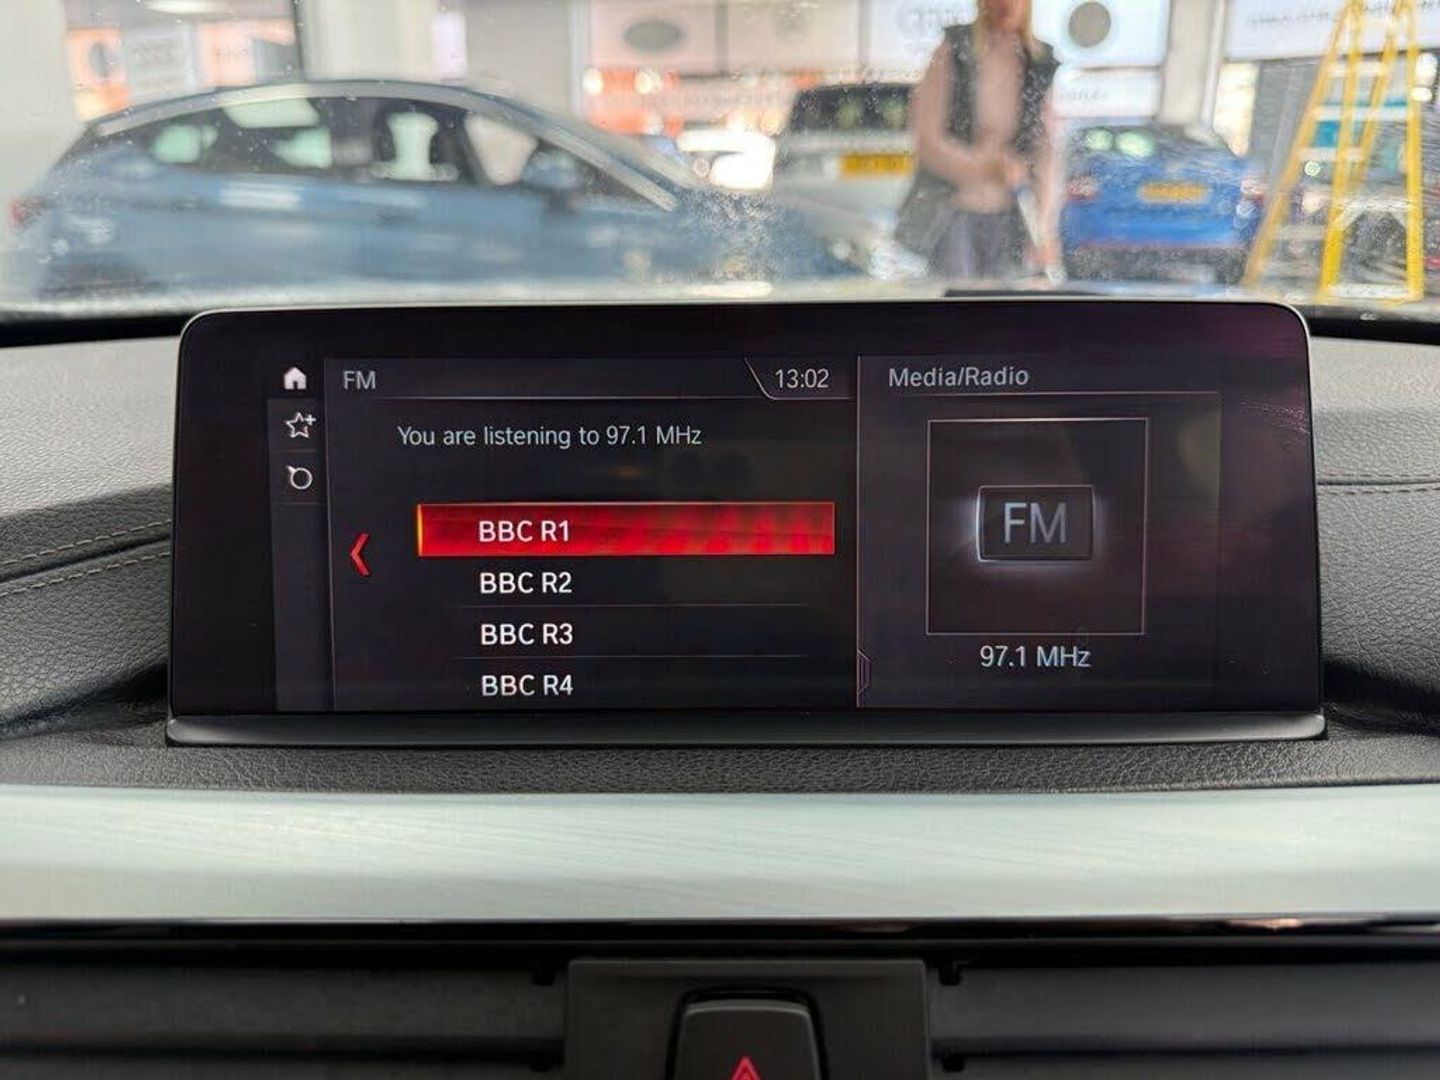 FM
13:02
Media/Radio
You are listening to 97.1 MHz
BBC R1
BBC R2
BBC R3
BBC R4
FM
97.1 MHz